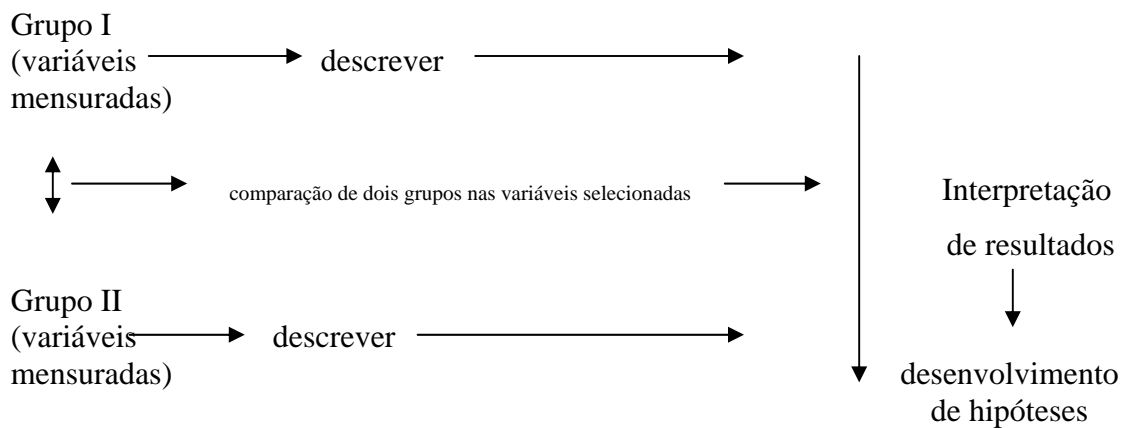 Grupo I
(variáveis
mensuradas)
descrever
comparação de dois grupos nas variáveis selecionadas
Interpretação
de resultados
Grupo II
(variáveis
mensuradas)
descrever
desenvolvimento
de hipóteses